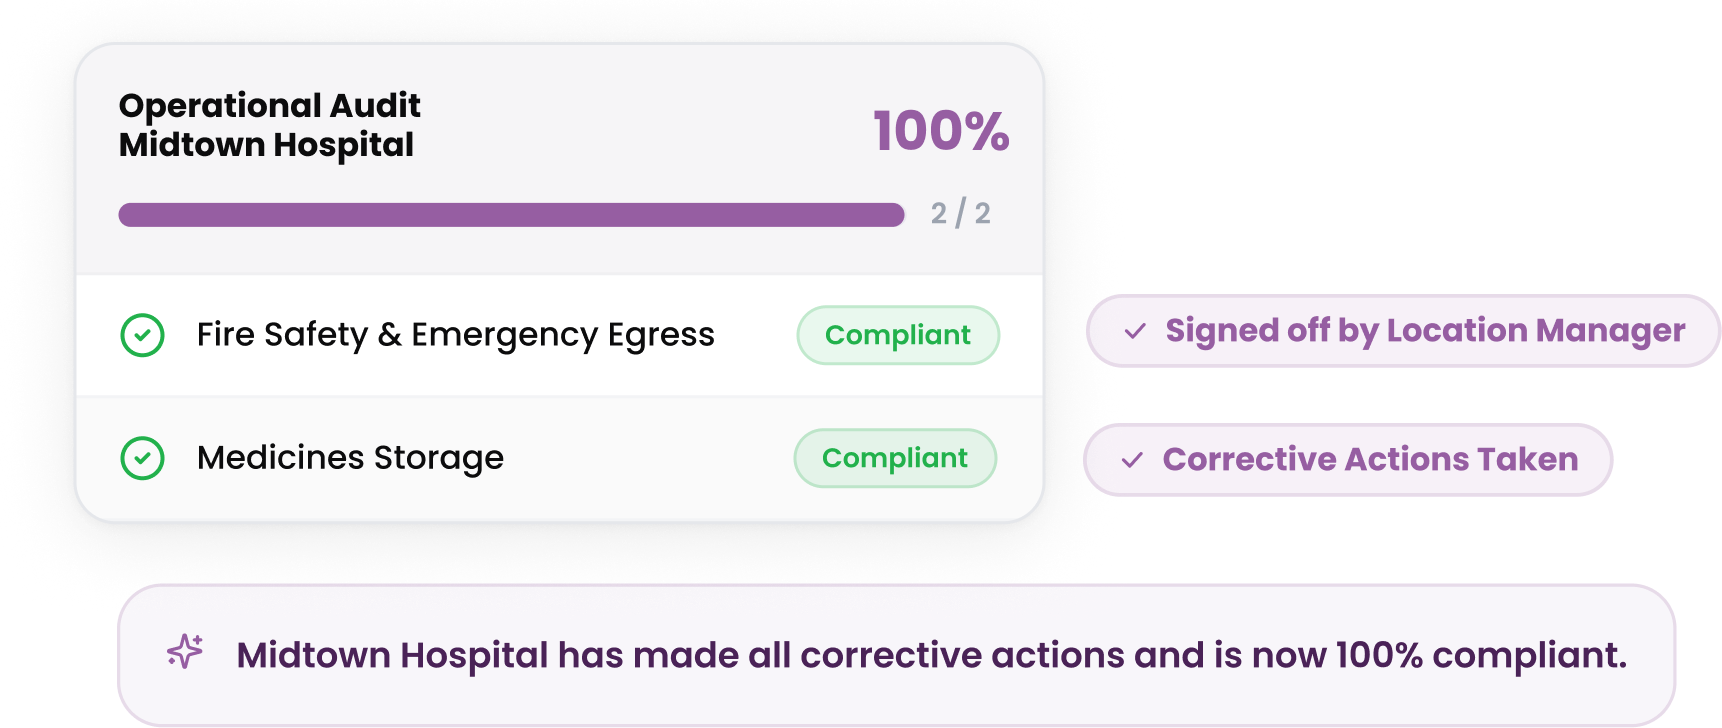 Operational Audit
Midtown Hospital
100%
2 / 2
Fire Safety & Emergency Egress
Compliant
Signed off by Location Manager
Medicines Storage
Compliant
Corrective Actions Taken
Midtown Hospital has made all corrective actions and is now 100% compliant.